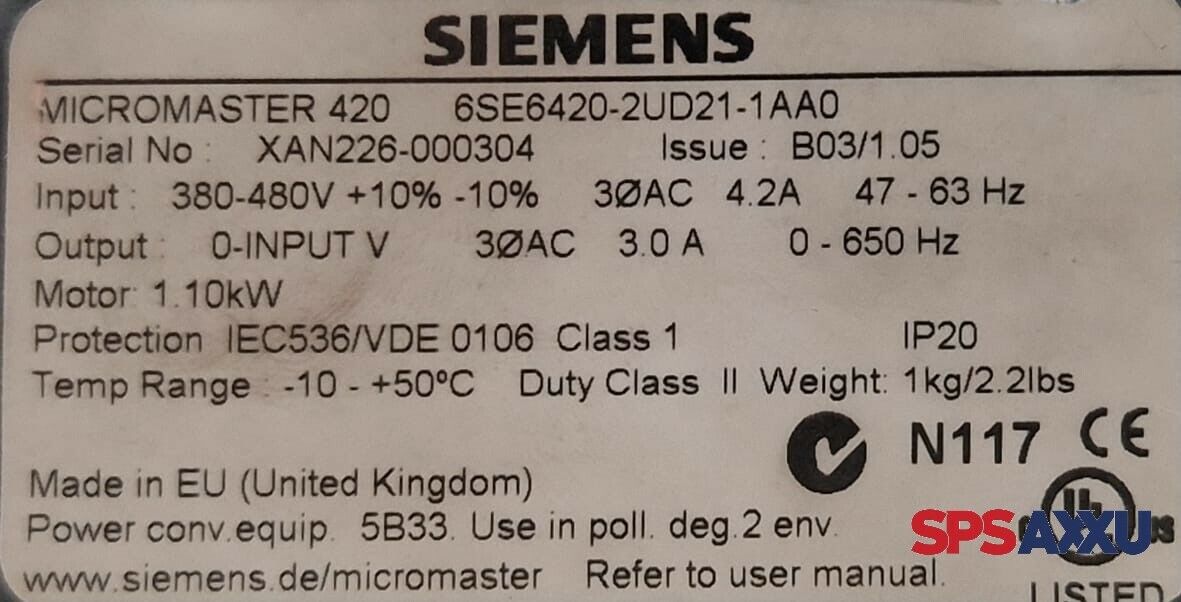 SIEMENS
MICROMASTER 420 6SE6420-2UD21-1AA0
Serial No : XAN226-000304 Issue : B03/1.05
Input : 380-480V +10% -10% 3ØAC 4.2A 47 - 63 Hz
Output : 0-INPUT V 3ØAC 3.0 A 0 - 650 Hz
Motor: 1.10kW
Protection IEC536/VDE 0106 Class 1 IP20
Temp Range : -10 - +50ºC Duty Class II Weight: 1kg/2.2lbs
N117 CE
Made in EU (United Kingdom)
UL US
Power conv.equip. 5B33. Use in poll. deg.2 env.
SPSAXXU
www.siemens.de/micromaster Refer to user manual.
LISTED